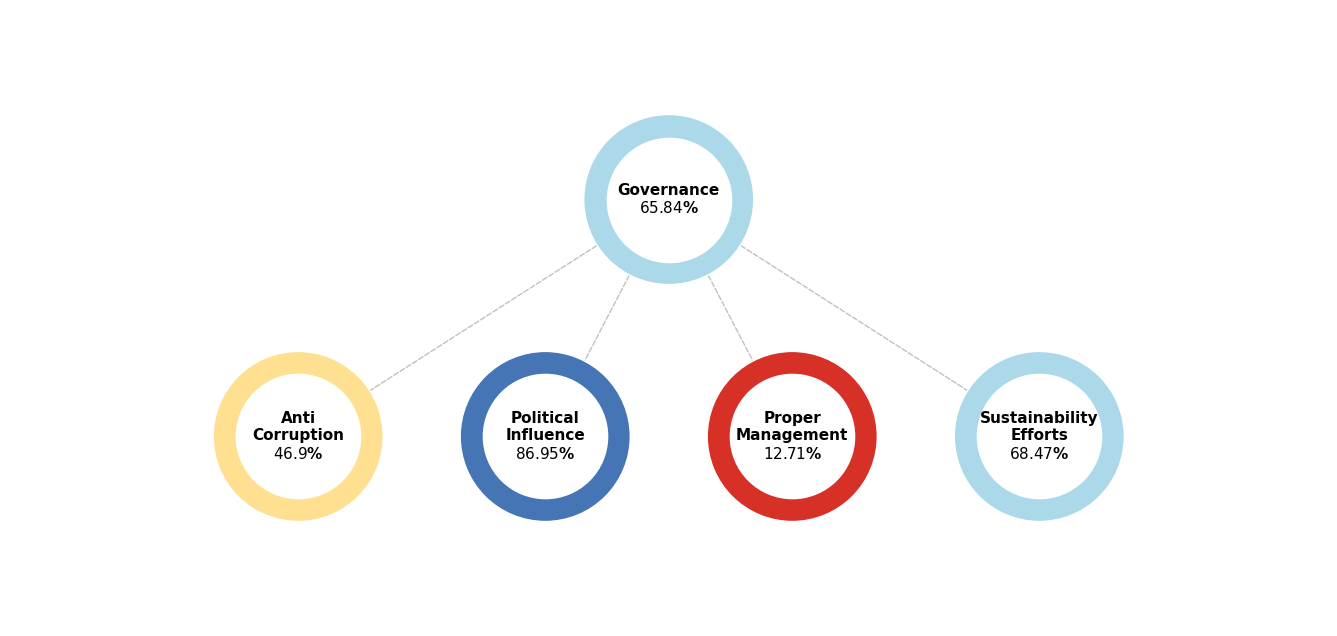 Governance
65.84%
Anti
Corruption
46.9%
Political
Influence
86.95%
Proper
Management
12.71%
Sustainability
Efforts
68.47%